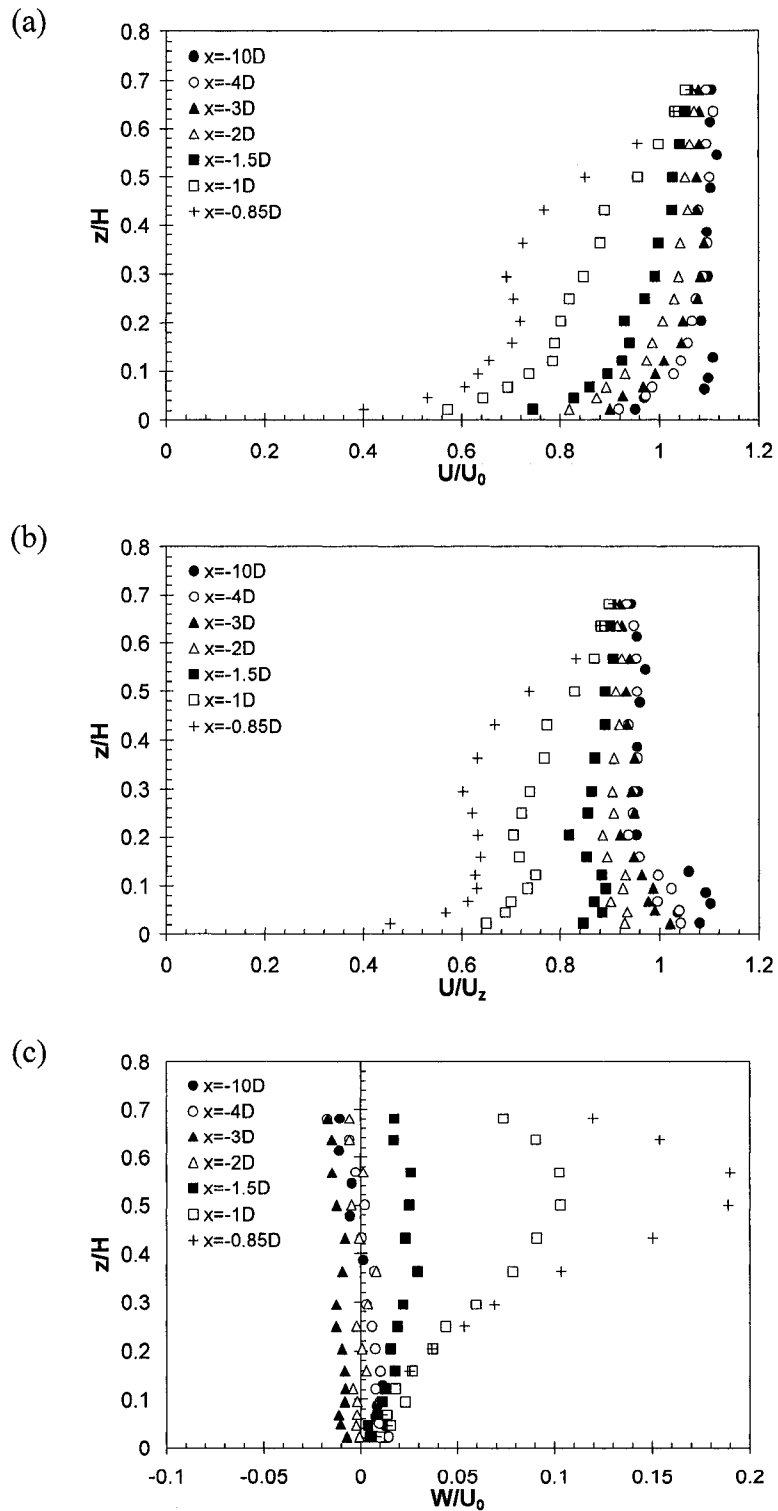 (a)
0.8
0.7
0.6
0.5
0.4
0.3
0.2
0.1
0
z/H
x=-10D
x=-4D
x=-3D
x=-2D
x=-1.5D
x=-1D
x=-0.85D
0 0.2 0.4 0.6 0.8 1 1.2
U/U0
(b)
0.8
0.7
0.6
0.5
0.4
0.3
0.2
0.1
0
z/H
x=-10D
x=-4D
x=-3D
x=-2D
x=-1.5D
x=-1D
x=-0.85D
0 0.2 0.4 0.6 0.8 1 1.2
U/Uz
(c)
0.8
0.7
0.6
0.5
0.4
0.3
0.2
0.1
0
z/H
x=-10D
x=-4D
x=-3D
x=-2D
x=-1.5D
x=-1D
x=-0.85D
-0.1 -0.05 0 0.05 0.1 0.15 0.2
W/U0